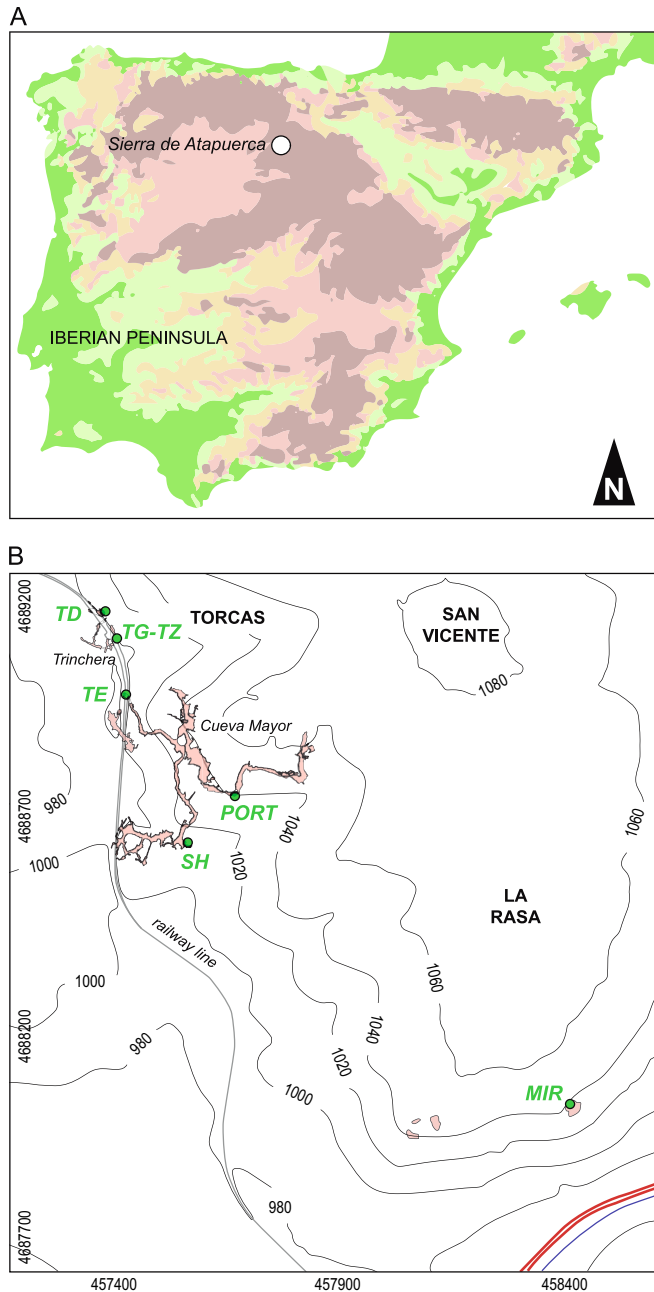 A
Sierra de Atapuerca
IBERIAN PENINSULA
N
B
4689200
TD
TORCAS
SAN
VICENTE
TG-TZ
Trinchera
1080
TE
Cueva Mayor
980
4688700
PORT
1040
1060
SH
1000
1020
LA
RASA
railway line
1060
1000
4688200
980
1040
1020
1000
MIR
980
4687700
457400
457900
458400